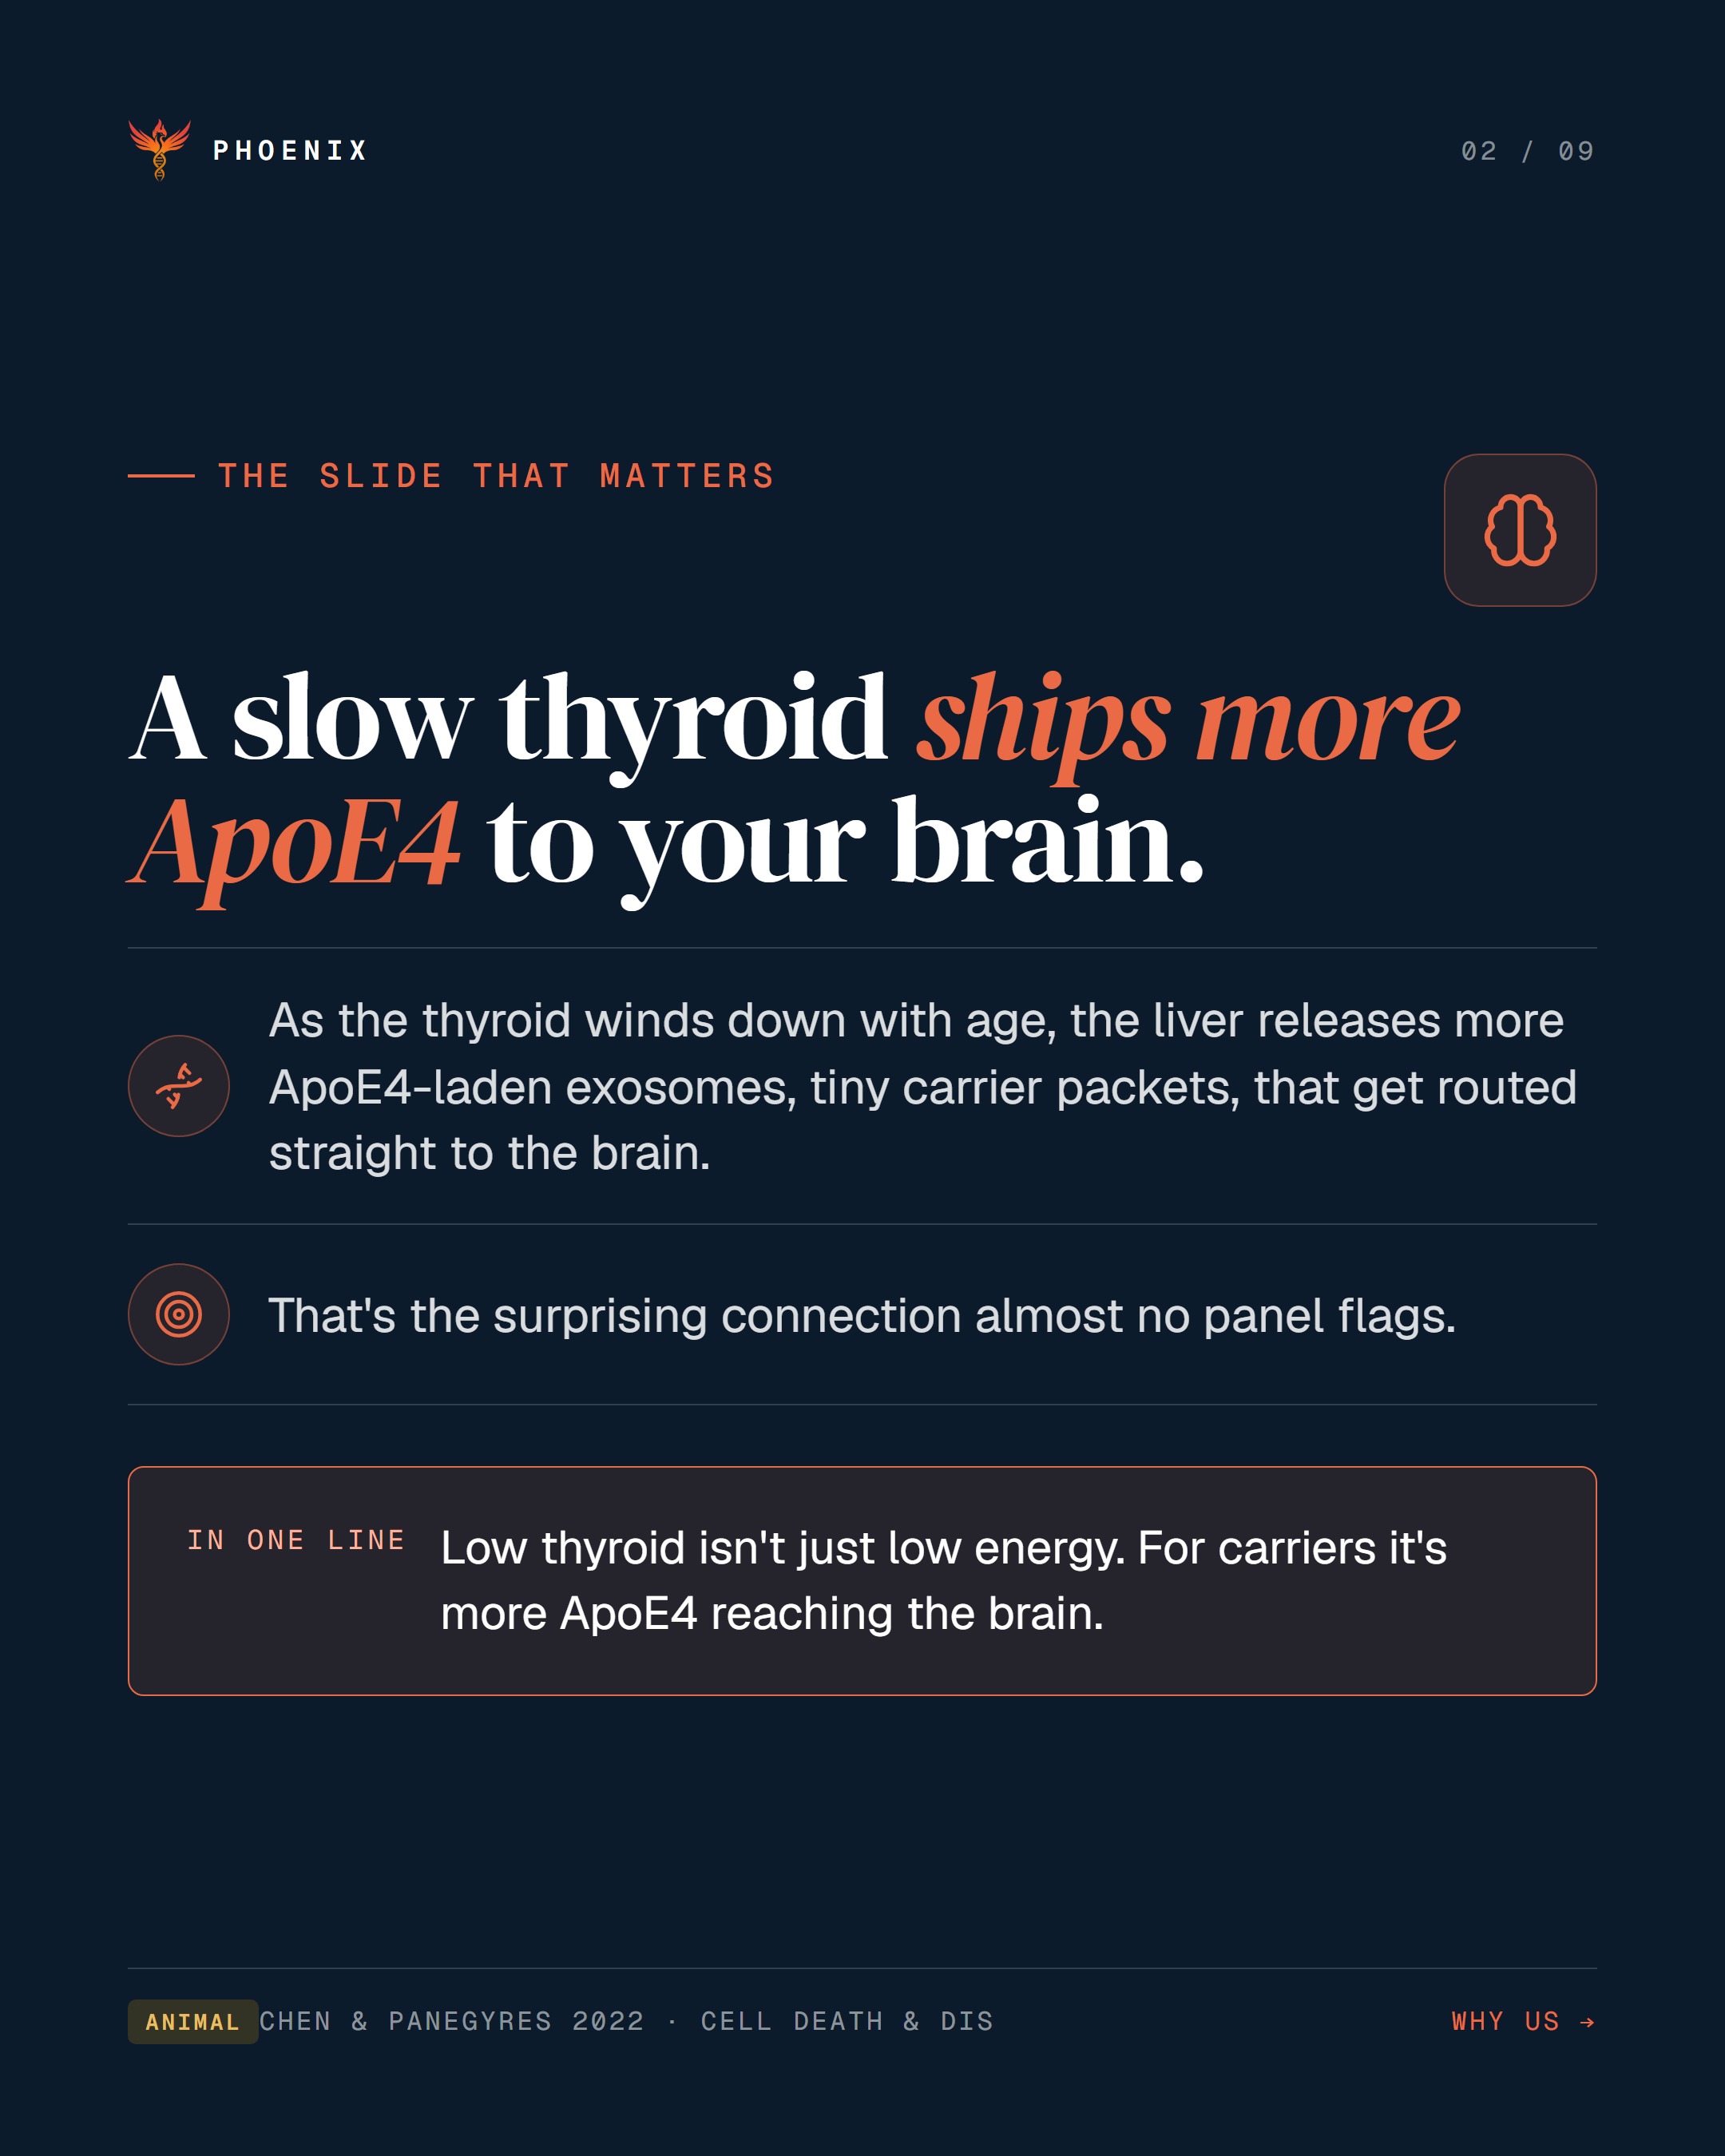 PHOENIX
02 / 09
THE SLIDE THAT MATTERS
A slow thyroid ships more
ApoE4 to your brain.
As the thyroid winds down with age, the liver releases more
ApoE4-laden exosomes, tiny carrier packets, that get routed
straight to the brain.
That's the surprising connection almost no panel flags.
IN ONE LINE
Low thyroid isn't just low energy. For carriers it's
more ApoE4 reaching the brain.
ANIMAL CHEN & PANEGYRES 2022 · CELL DEATH & DIS
WHY US →